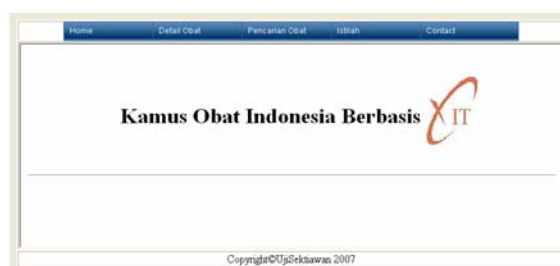 Home Detail Obat Pencarian Obat Istilah Contact
Kamus Obat Indonesia Berbasis IT
Copyright©UjiSektiawan 2007